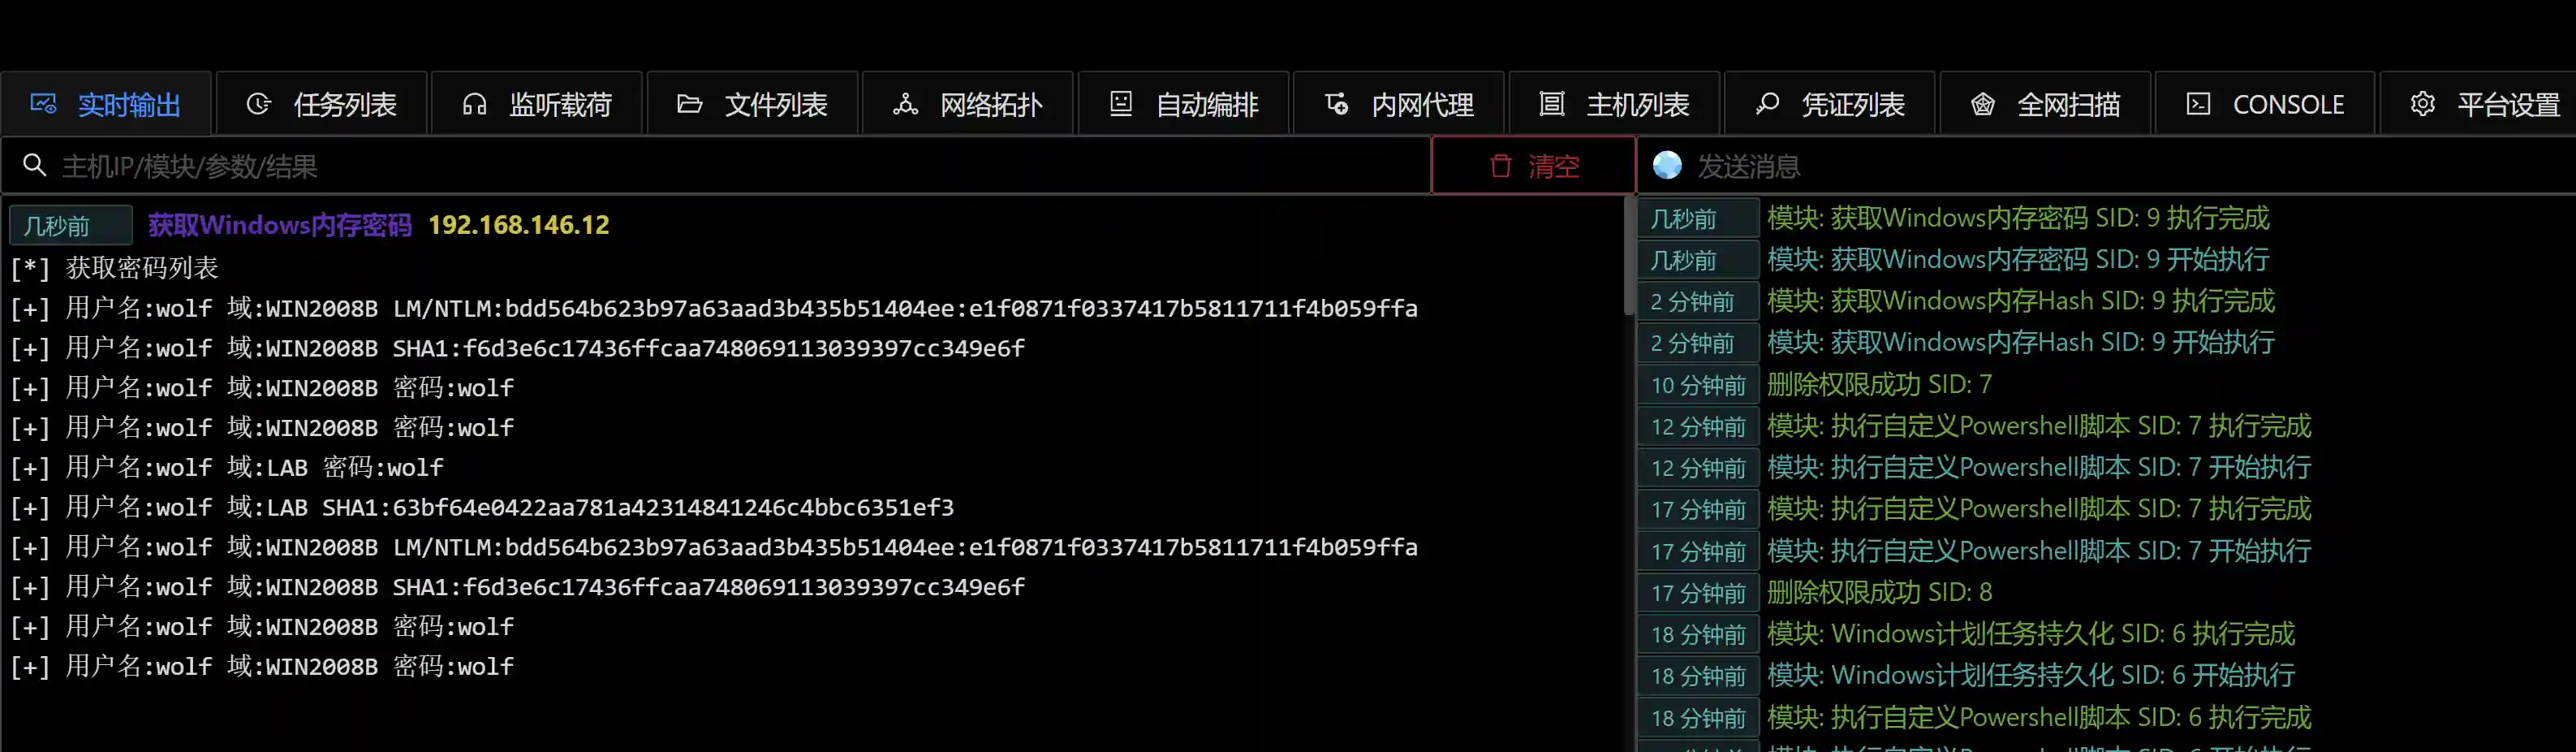 实时输出 任务列表 监听载荷 文件列表 网络拓扑 自动编排 内网代理 主机列表 凭证列表 全网扫描 CONSOLE 平台设置
主机IP/模块/参数/结果 清空
几秒前 获取Windows内存密码 192.168.146.12
[*] 获取密码列表
[+] 用户名:wolf 域:WIN2008B LM/NTLM:bdd564b623b97a63aad3b435b51404ee:e1f0871f0337417b5811711f4b059ffa
[+] 用户名:wolf 域:WIN2008B SHA1:f6d3e6c17436ffcaa748069113039397cc349e6f
[+] 用户名:wolf 域:WIN2008B 密码:wolf
[+] 用户名:wolf 域:WIN2008B 密码:wolf
[+] 用户名:wolf 域:LAB 密码:wolf
[+] 用户名:wolf 域:LAB SHA1:63bf64e0422aa781a42314841246c4bbc6351ef3
[+] 用户名:wolf 域:WIN2008B LM/NTLM:bdd564b623b97a63aad3b435b51404ee:e1f0871f0337417b5811711f4b059ffa
[+] 用户名:wolf 域:WIN2008B SHA1:f6d3e6c17436ffcaa748069113039397cc349e6f
[+] 用户名:wolf 域:WIN2008B 密码:wolf
[+] 用户名:wolf 域:WIN2008B 密码:wolf
发送消息
几秒前 模块: 获取Windows内存密码 SID: 9 执行完成
几秒前 模块: 获取Windows内存密码 SID: 9 开始执行
2 分钟前 模块: 获取Windows内存Hash SID: 9 执行完成
2 分钟前 模块: 获取Windows内存Hash SID: 9 开始执行
10 分钟前 删除权限成功 SID: 7
12 分钟前 模块: 执行自定义Powershell脚本 SID: 7 执行完成
12 分钟前 模块: 执行自定义Powershell脚本 SID: 7 开始执行
17 分钟前 模块: 执行自定义Powershell脚本 SID: 7 执行完成
17 分钟前 模块: 执行自定义Powershell脚本 SID: 7 开始执行
17 分钟前 删除权限成功 SID: 8
18 分钟前 模块: Windows计划任务持久化 SID: 6 执行完成
18 分钟前 模块: Windows计划任务持久化 SID: 6 开始执行
18 分钟前 模块: 执行自定义Powershell脚本 SID: 6 执行完成